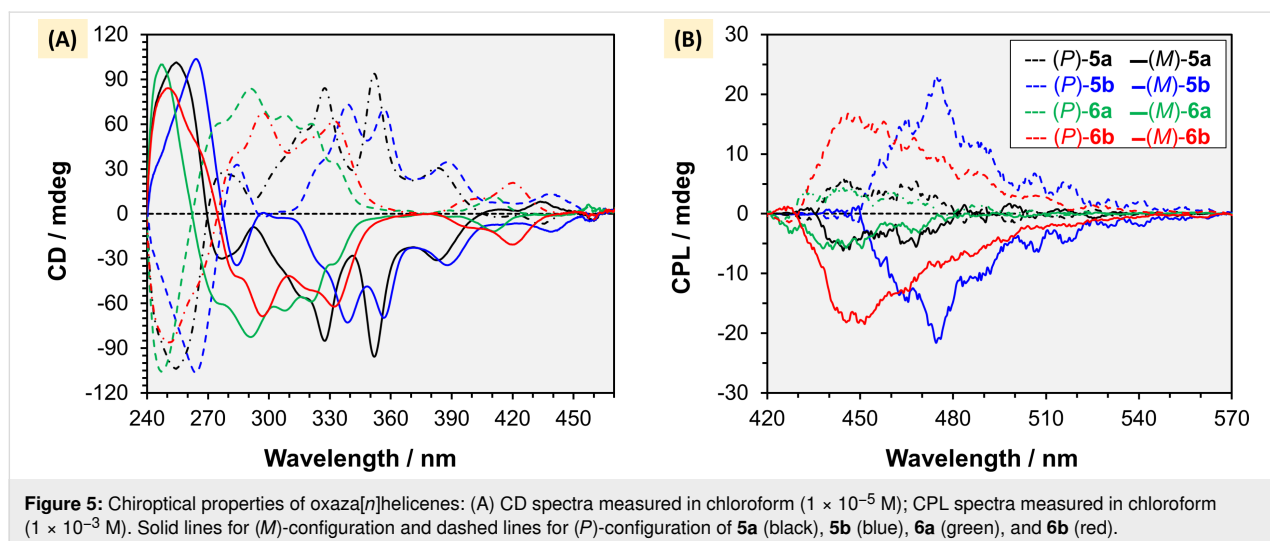 (A)
120
90
60
30
0
-30
-60
-90
-120
CD / mdeg
240 270 300 330 360 390 420 450
Wavelength / nm
(B)
30
20
10
0
-10
-20
-30
CPL / mdeg
(P)-5a (M)-5a
(P)-5b (M)-5b
(P)-6a (M)-6a
(P)-6b (M)-6b
420 450 480 510 540 570
Wavelength / nm
Figure 5: Chiroptical properties of oxaza[n]helicenes: (A) CD spectra measured in chloroform (1 × 10⁻⁵ M); CPL spectra measured in chloroform
(1 × 10⁻³ M). Solid lines for (M)-configuration and dashed lines for (P)-configuration of 5a (black), 5b (blue), 6a (green), and 6b (red).